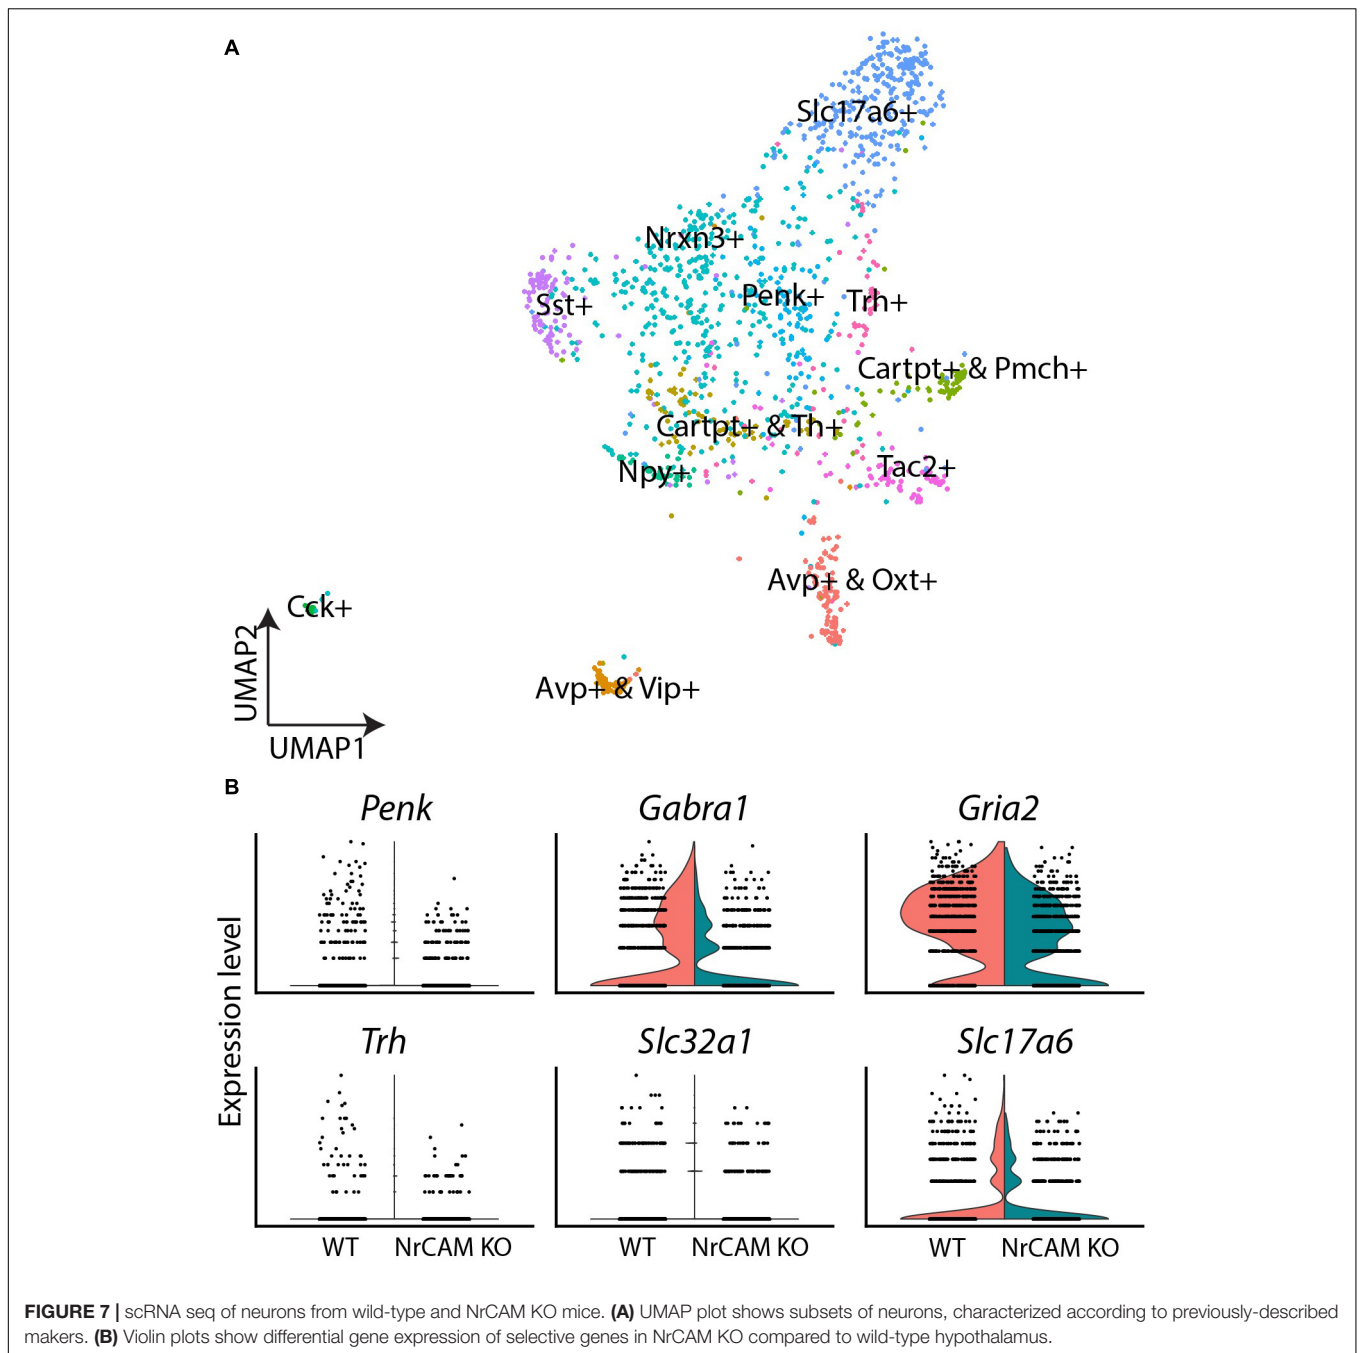 A
Slc17a6+
Nrxn3+
Sst+
Penk+
Trh+
Cartpt+ & Pmch+
Cartpt+ & Th+
Npy+
Tac2+
Avp+ & Oxt+
Cck+
Avp+ & Vip+
UMAP2
UMAP1
B
Penk
Gabra1
Gria2
Expression level
Trh
Slc32a1
Slc17a6
WT
NrCAM KO
WT
NrCAM KO
WT
NrCAM KO
FIGURE 7 | scRNA seq of neurons from wild-type and NrCAM KO mice. (A) UMAP plot shows subsets of neurons, characterized according to previously-described
makers. (B) Violin plots show differential gene expression of selective genes in NrCAM KO compared to wild-type hypothalamus.